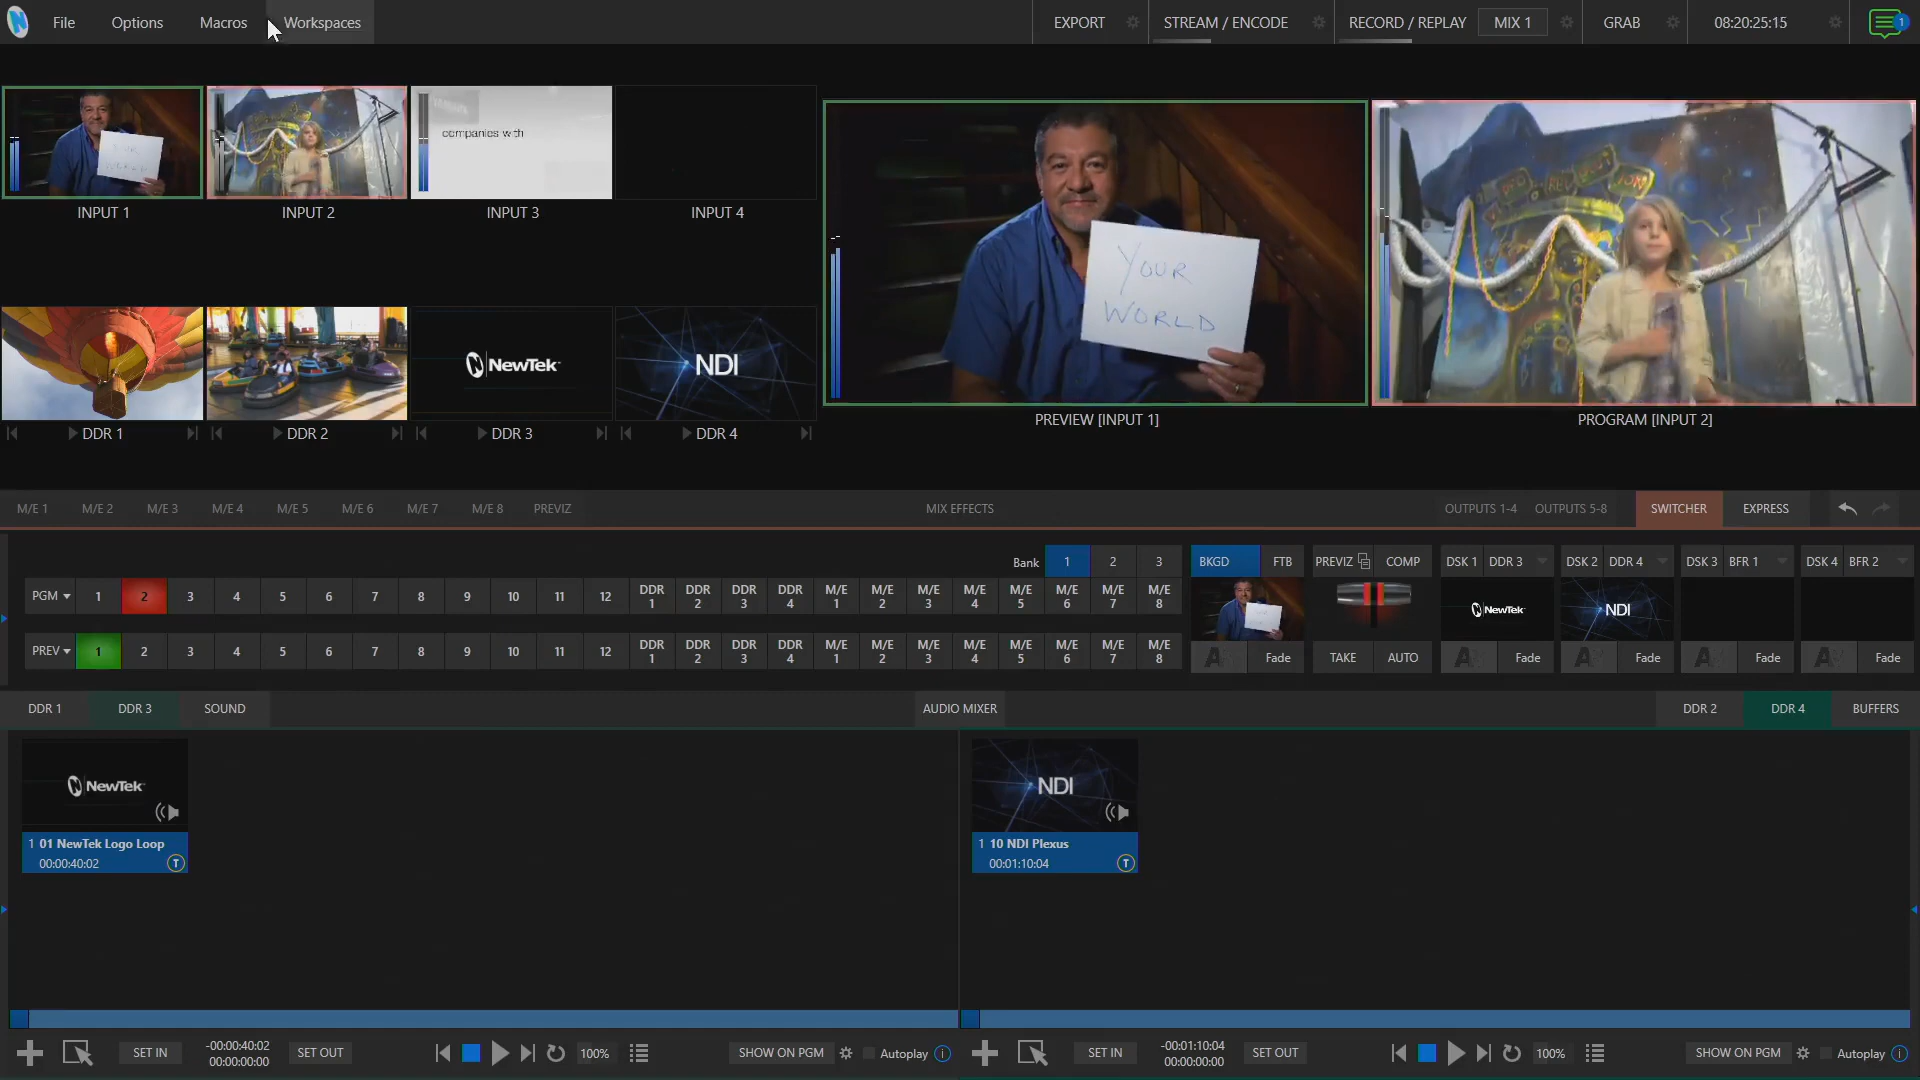 File Options Macros Workspaces EXPORT STREAM / ENCODE RECORD / REPLAY MIX 1 GRAB 08:20:25:15 1
companies with
YOUR
WORLD
INPUT 1 INPUT 2 INPUT 3 INPUT 4
NewTek NDI
PREVIEW [INPUT 1] PROGRAM [INPUT 2]
DDR 1 DDR 2 DDR 3 DDR 4
M/E 1 M/E 2 M/E 3 M/E 4 M/E 5 M/E 6 M/E 7 M/E 8 PREVIZ MIX EFFECTS OUTPUTS 1-4 OUTPUTS 5-8 SWITCHER EXPRESS
Bank 1 2 3 BKGD FTB PREVIZ COMP DSK 1 DDR 3 DSK 2 DDR 4 DSK 3 BFR 1 DSK 4 BFR 2
PGM 1 2 3 4 5 6 7 8 9 10 11 12 DDR 1 DDR 2 DDR 3 DDR 4 M/E 1 M/E 2 M/E 3 M/E 4 M/E 5 M/E 6 M/E 7 M/E 8
NewTek NDI
PREV 1 2 3 4 5 6 7 8 9 10 11 12 DDR 1 DDR 2 DDR 3 DDR 4 M/E 1 M/E 2 M/E 3 M/E 4 M/E 5 M/E 6 M/E 7 M/E 8
Fade TAKE AUTO Fade Fade Fade Fade
DDR 1 DDR 3 SOUND AUDIO MIXER DDR 2 DDR 4 BUFFERS
NewTek NDI
1 01 NewTek Logo Loop 1 10 NDI Plexus
00:00:40:02 T 00:01:10:04 T
SET IN -00:00:40:02 SET OUT 100% SHOW ON PGM Autoplay i SET IN -00:01:10:04 SET OUT 100% SHOW ON PGM Autoplay i
00:00:00:00 00:00:00:00